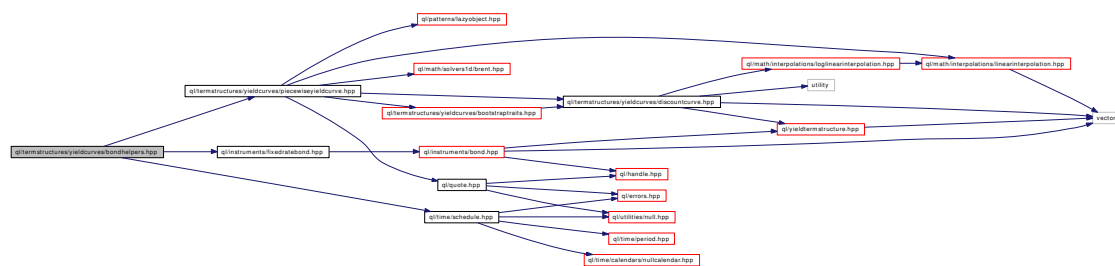 ql/patterns/lazyobject.hpp
ql/math/solvers1d/brent.hpp
ql/math/interpolations/loglinearinterpolation.hpp
ql/math/interpolations/linearinterpolation.hpp
utility
ql/termstructures/yieldcurves/piecewiseyieldcurve.hpp
ql/termstructures/yieldcurves/discountcurve.hpp
ql/termstructures/yieldcurves/bootstraptraits.hpp
vector
ql/yieldtermstructure.hpp
ql/termstructures/yieldcurves/bondhelpers.hpp
ql/instruments/fixedratebond.hpp
ql/instruments/bond.hpp
ql/handle.hpp
ql/quote.hpp
ql/errors.hpp
ql/time/schedule.hpp
ql/utilities/null.hpp
ql/time/period.hpp
ql/time/calendars/nullcalendar.hpp